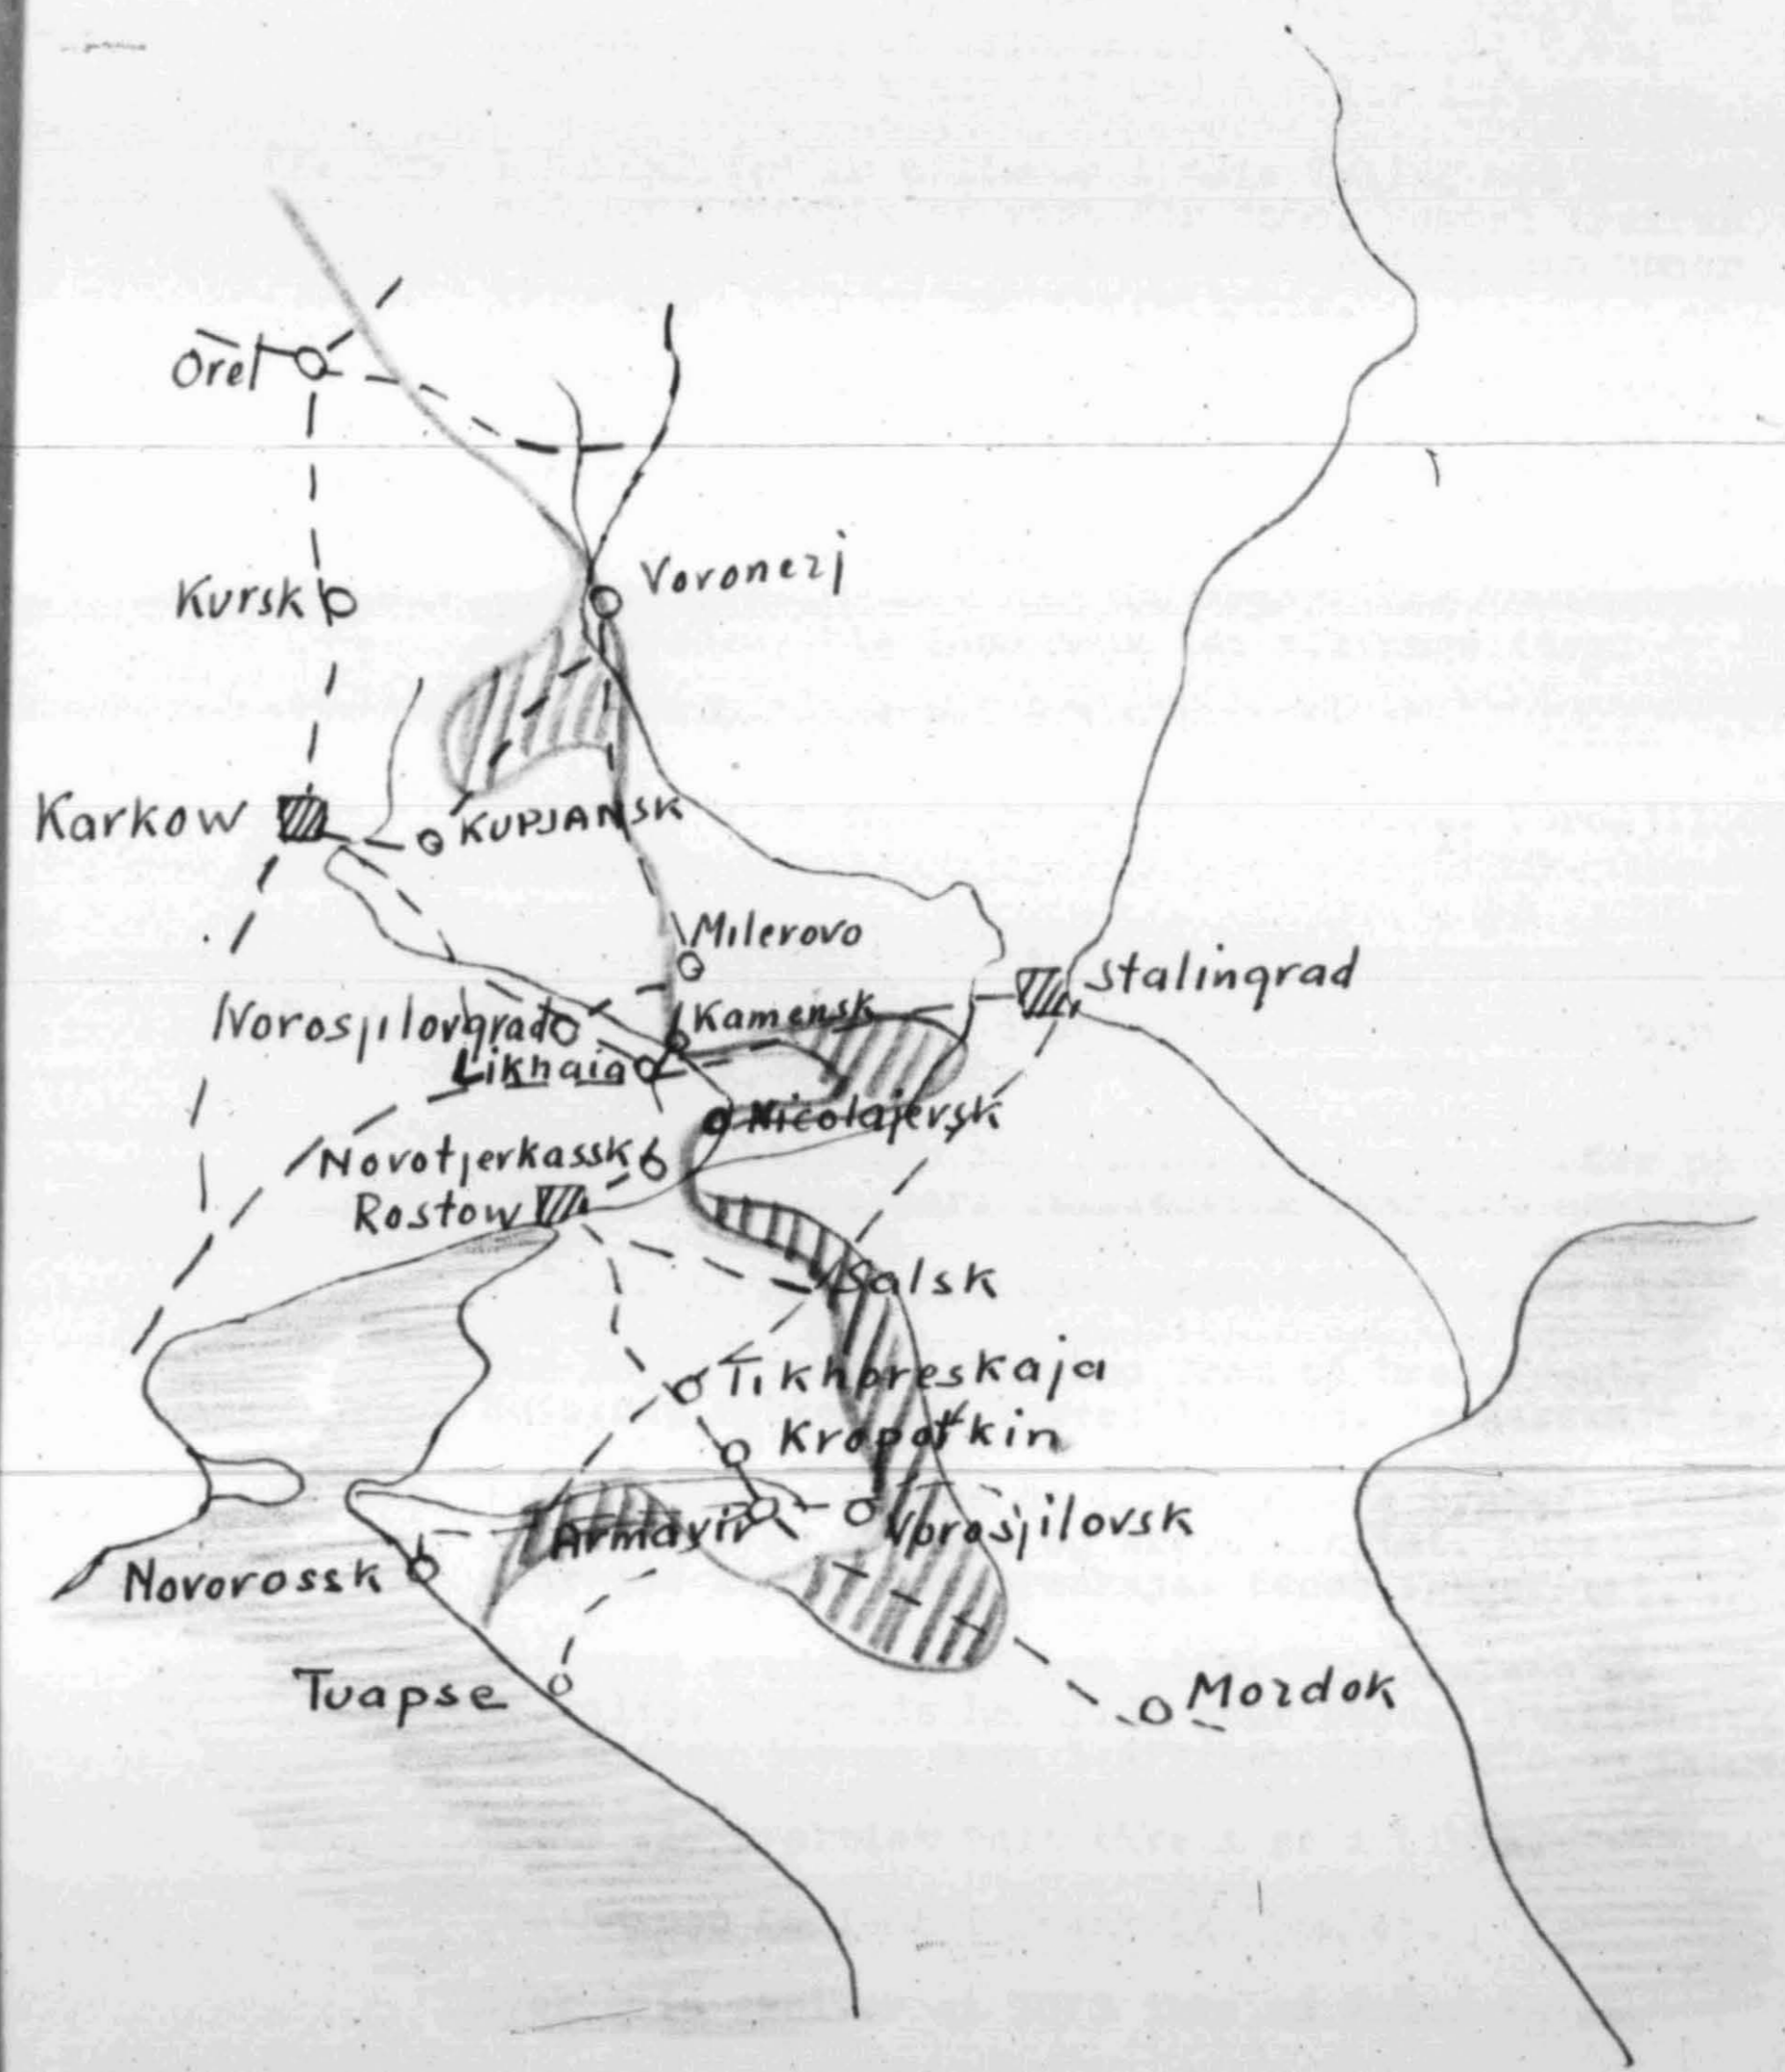 Orel
Voronezj
Kursk
Karkow
KUPJANSK
Milerovo
Stalingrad
Kamensk
Vorosjilovgrad
Likhaia
Nicolajevsk
Novotjerkassk
Rostow
Salsk
Tikhoreskaja
Kropotkin
Armavir
Vorosjilovsk
Novorossk
Tuapse
Mozdok